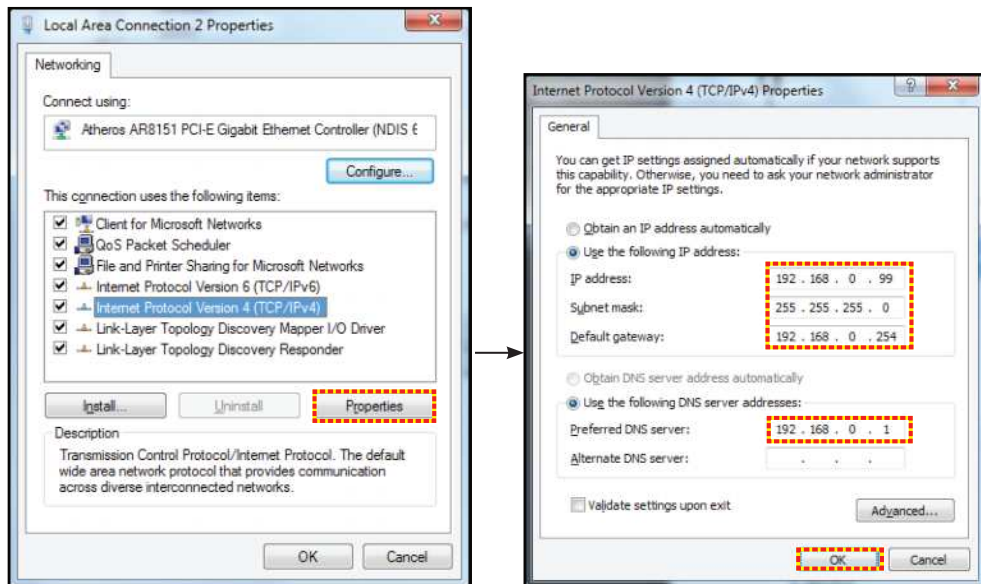 Local Area Connection 2 Properties
Networking
Connect using:
Atheros AR8151 PCI-E Gigabit Ethernet Controller (NDIS 6
Configure...
This connection uses the following items:
Client for Microsoft Networks
QoS Packet Scheduler
File and Printer Sharing for Microsoft Networks
Internet Protocol Version 6 (TCP/IPv6)
Internet Protocol Version 4 (TCP/IPv4)
Link-Layer Topology Discovery Mapper I/O Driver
Link-Layer Topology Discovery Responder
Install...
Uninstall
Properties
Description
Transmission Control Protocol/Internet Protocol. The default
wide area network protocol that provides communication
across diverse interconnected networks.
OK
Cancel
Internet Protocol Version 4 (TCP/IPv4) Properties
General
You can get IP settings assigned automatically if your network supports
this capability. Otherwise, you need to ask your network administrator
for the appropriate IP settings.
Obtain an IP address automatically
Use the following IP address:
IP address: 192 . 168 . 0 . 99
Subnet mask: 255 . 255 . 255 . 0
Default gateway: 192 . 168 . 0 . 254
Obtain DNS server address automatically
Use the following DNS server addresses:
Preferred DNS server: 192 . 168 . 0 . 1
Alternate DNS server: . . .
Validate settings upon exit
Advanced...
OK
Cancel